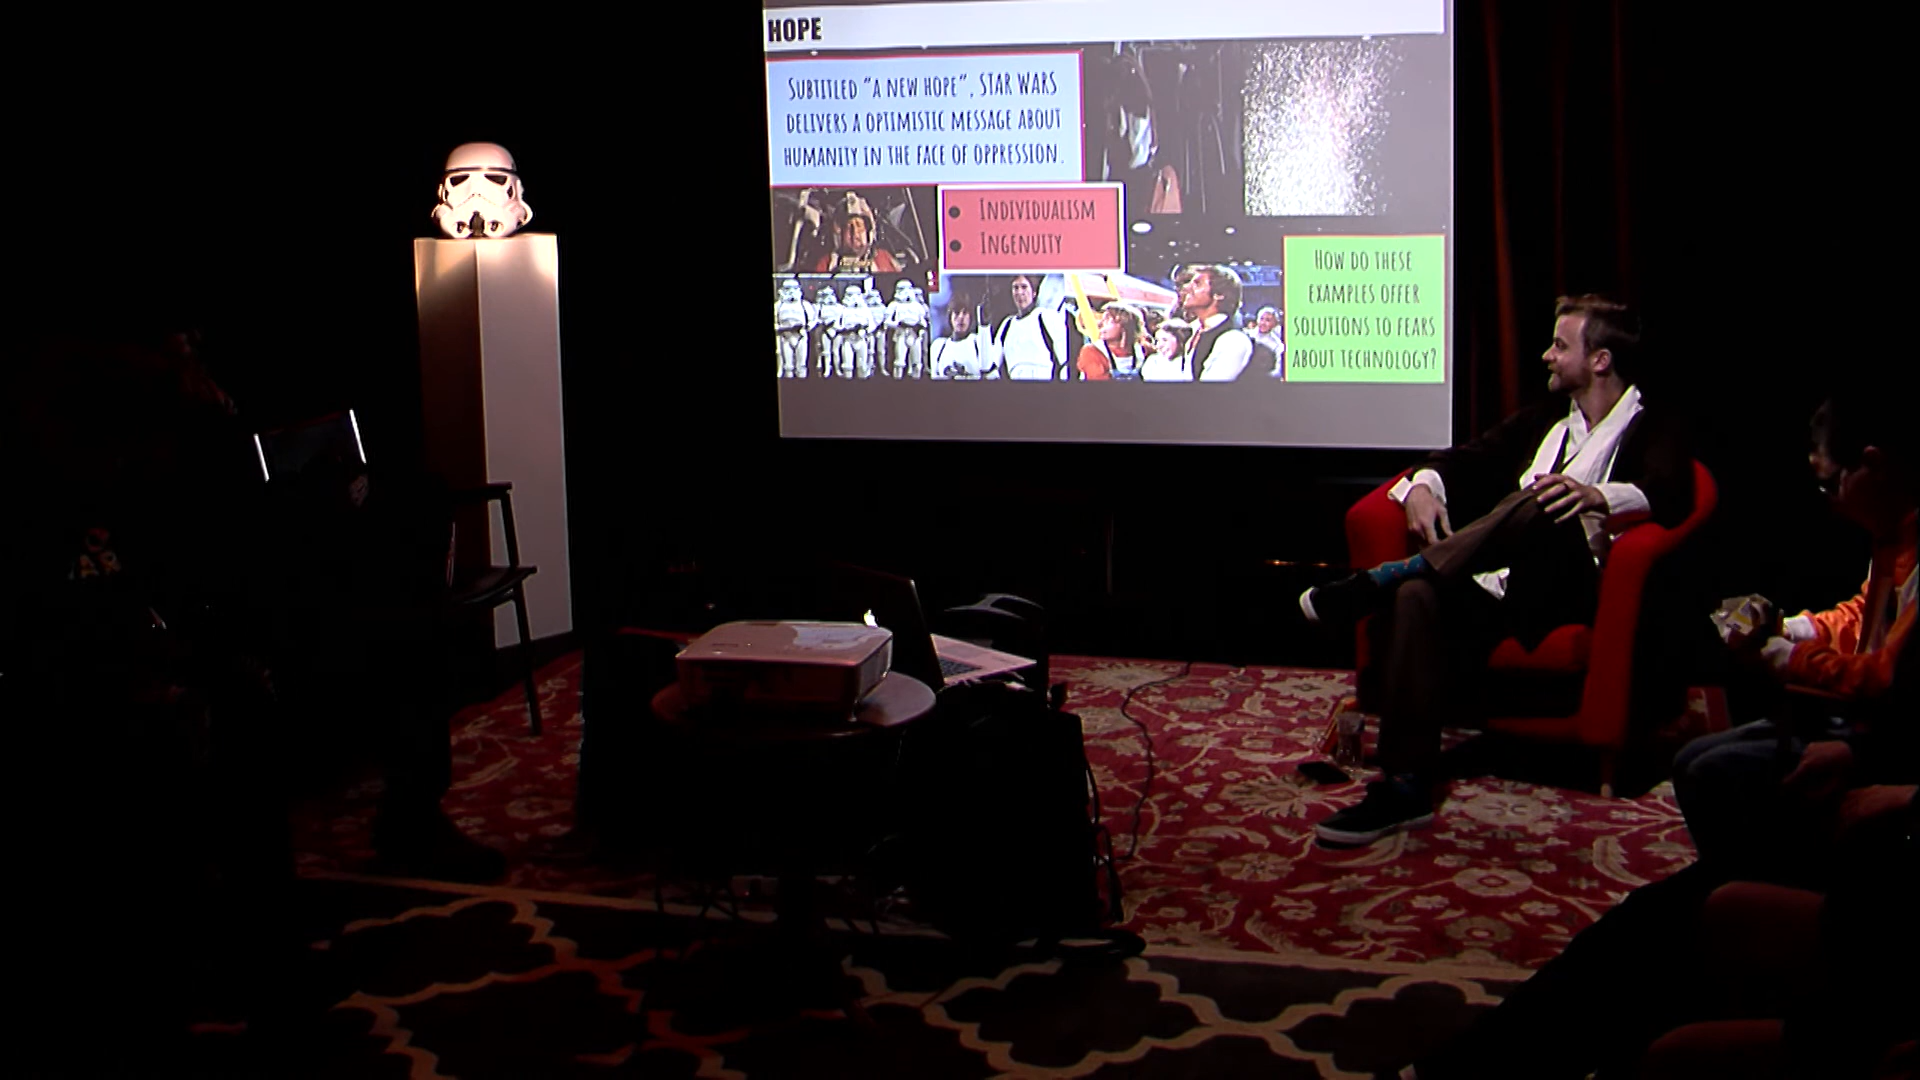 HOPE
SUBTITLED "A NEW HOPE", STAR WARS
DELIVERS A OPTIMISTIC MESSAGE ABOUT
HUMANITY IN THE FACE OF OPPRESSION.
● INDIVIDUALISM
● INGENUITY
HOW DO THESE
EXAMPLES OFFER
SOLUTIONS TO FEARS
ABOUT TECHNOLOGY?